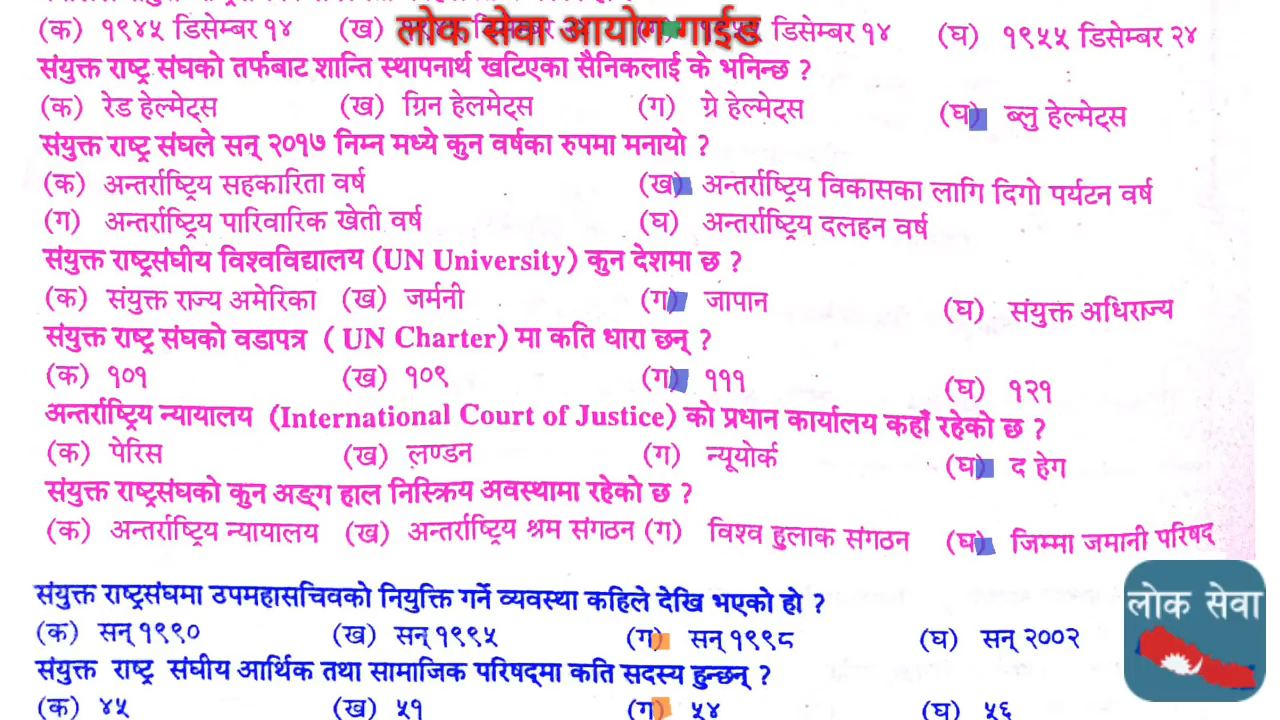 (क) १९४५ डिसेम्बर १४ (ख) (ग) १९५५ डिसेम्बर १४ (घ) १९५५ डिसेम्बर २४
लोक सेवा आयोग गाईड
संयुक्त राष्ट्र संघको तर्फबाट शान्ति स्थापनार्थ खटिएका सैनिकलाई के भनिन्छ ?
(क) रेड हेल्मेट्स (ख) ग्रिन हेलमेट्स (ग) ग्रे हेल्मेट्स (घ) ब्लु हेल्मेट्स
संयुक्त राष्ट्र संघले सन् २०१७ निम्न मध्ये कुन वर्षका रुपमा मनायो ?
(क) अन्तर्राष्ट्रिय सहकारिता वर्ष (ख) अन्तर्राष्ट्रिय विकासका लागि दिगो पर्यटन वर्ष
(ग) अन्तर्राष्ट्रिय पारिवारिक खेती वर्ष (घ) अन्तर्राष्ट्रिय दलहन वर्ष
संयुक्त राष्ट्रसंघीय विश्वविद्यालय (UN University) कुन देशमा छ ?
(क) संयुक्त राज्य अमेरिका (ख) जर्मनी (ग) जापान (घ) संयुक्त अधिराज्य
संयुक्त राष्ट्र संघको वडापत्र ( UN Charter) मा कति धारा छन् ?
(क) १०१ (ख) १०९ (ग) १११ (घ) १२१
अन्तर्राष्ट्रिय न्यायालय (International Court of Justice) को प्रधान कार्यालय कहाँ रहेको छ ?
(क) पेरिस (ख) लण्डन (ग) न्यूयोर्क (घ) द हेग
संयुक्त राष्ट्रसंघको कुन अङ्ग हाल निस्क्रिय अवस्थामा रहेको छ ?
(क) अन्तर्राष्ट्रिय न्यायालय (ख) अन्तर्राष्ट्रिय श्रम संगठन (ग) विश्व हुलाक संगठन (घ) जिम्मा जमानी परिषद
संयुक्त राष्ट्रसंघमा उपमहासचिवको नियुक्ति गर्ने व्यवस्था कहिले देखि भएको हो ?
(क) सन् १९९० (ख) सन् १९९५ (ग) सन् १९९८ (घ) सन् २००२
लोक सेवा
संयुक्त राष्ट्र संघीय आर्थिक तथा सामाजिक परिषद्मा कति सदस्य हुन्छन् ?
(क) ४५ (ख) ५१ (ग) ५४ (घ) ५६